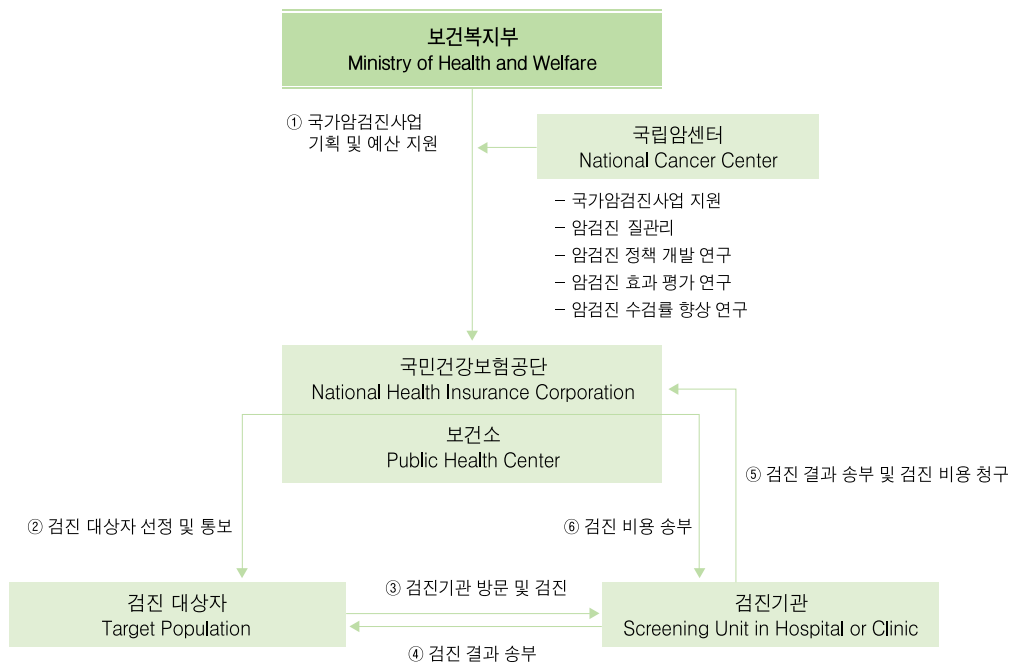 보건복지부
Ministry of Health and Welfare
① 국가암검진사업
기획 및 예산 지원
국립암센터
National Cancer Center
– 국가암검진사업 지원
– 암검진 질관리
– 암검진 정책 개발 연구
– 암검진 효과 평가 연구
– 암검진 수검률 향상 연구
국민건강보험공단
National Health Insurance Corporation
보건소
Public Health Center
⑤ 검진 결과 송부 및 검진 비용 청구
② 검진 대상자 선정 및 통보
⑥ 검진 비용 송부
③ 검진기관 방문 및 검진
검진 대상자
Target Population
검진기관
Screening Unit in Hospital or Clinic
④ 검진 결과 송부